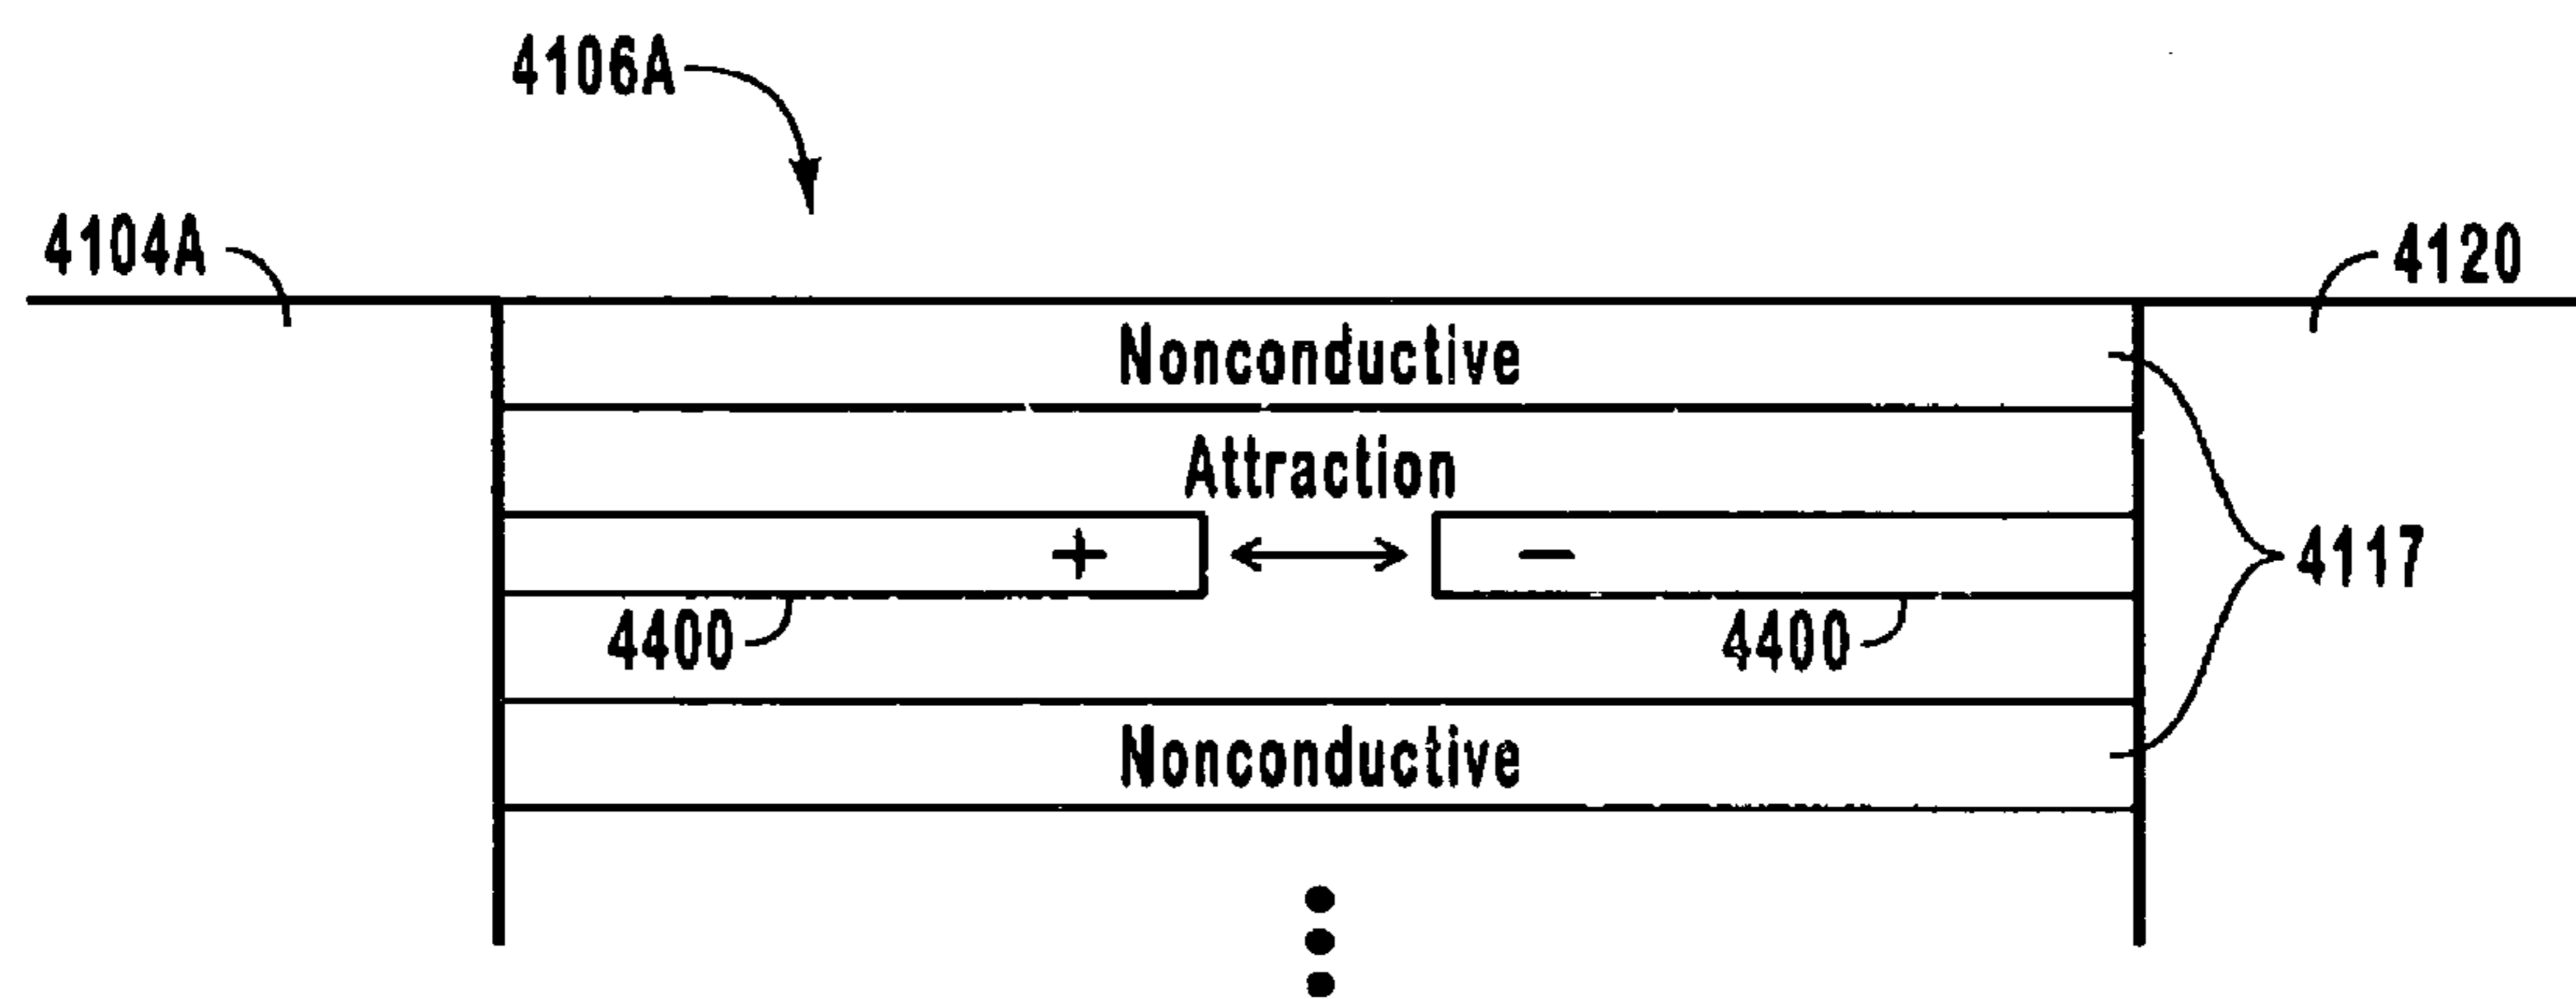 4106A
4104A
4120
Nonconductive
Attraction
+ −
4117
4400 4400
Nonconductive